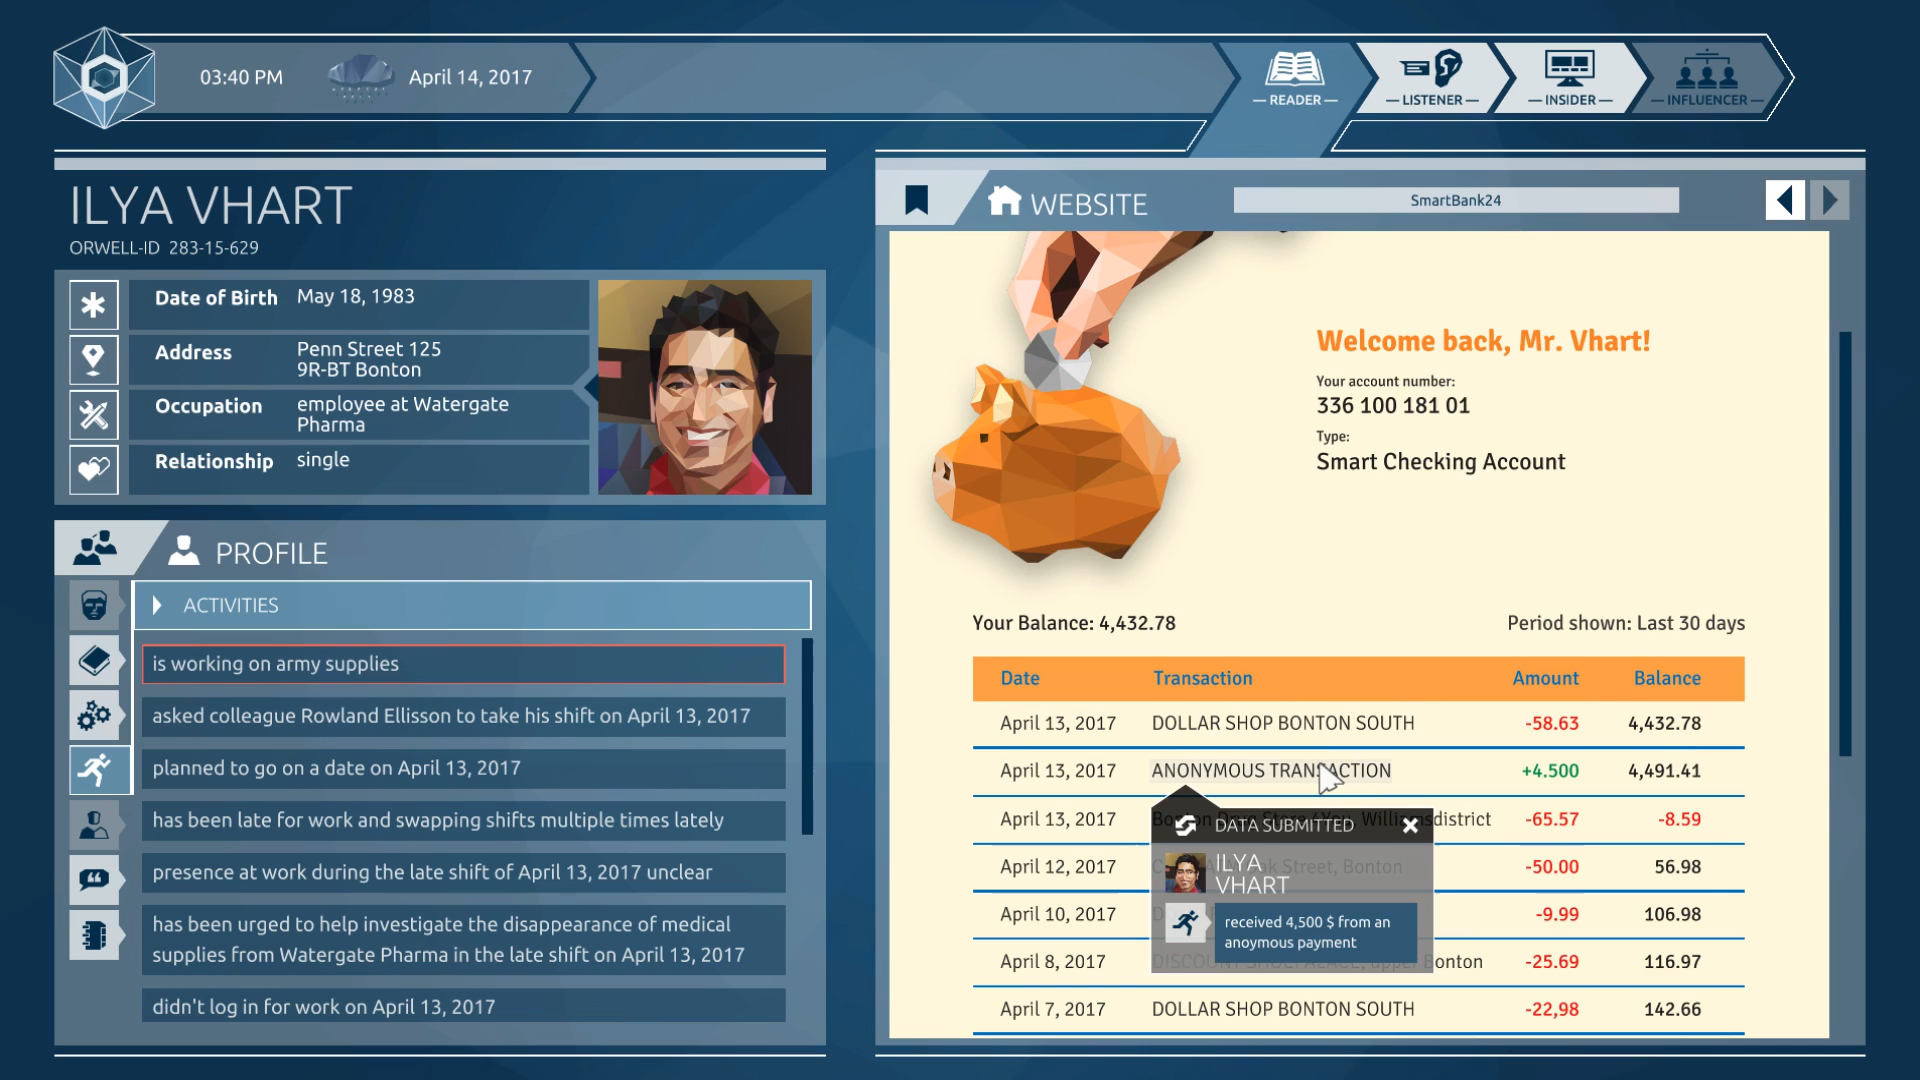 03:40 PM
April 14, 2017
— READER —
— LISTENER —
— INSIDER —
— INFLUENCER —
ILYA VHART
ORWELL-ID 283-15-629
Date of Birth May 18, 1983
Address Penn Street 125
9R-BT Bonton
Occupation employee at Watergate
Pharma
Relationship single
PROFILE
ACTIVITIES
is working on army supplies
asked colleague Rowland Ellisson to take his shift on April 13, 2017
planned to go on a date on April 13, 2017
has been late for work and swapping shifts multiple times lately
presence at work during the late shift of April 13, 2017 unclear
has been urged to help investigate the disappearance of medical
supplies from Watergate Pharma in the late shift on April 13, 2017
didn't log in for work on April 13, 2017
WEBSITE
SmartBank24
Welcome back, Mr. Vhart!
Your account number:
336 100 181 01
Type:
Smart Checking Account
Your Balance: 4,432.78
Period shown: Last 30 days
Date Transaction Amount Balance
April 13, 2017 DOLLAR SHOP BONTON SOUTH -58.63 4,432.78
April 13, 2017 ANONYMOUS TRANSACTION +4.500 4,491.41
April 13, 2017 Bonton Drug Store 4You, Williamsdistrict -65.57 -8.59
April 12, 2017 Street, Bonton -50.00 56.98
April 10, 2017 -9.99 106.98
April 8, 2017 DISCOUNT upper Bonton -25.69 116.97
April 7, 2017 DOLLAR SHOP BONTON SOUTH -22,98 142.66
DATA SUBMITTED
ILYA
VHART
received 4,500 $ from an
anoymous payment